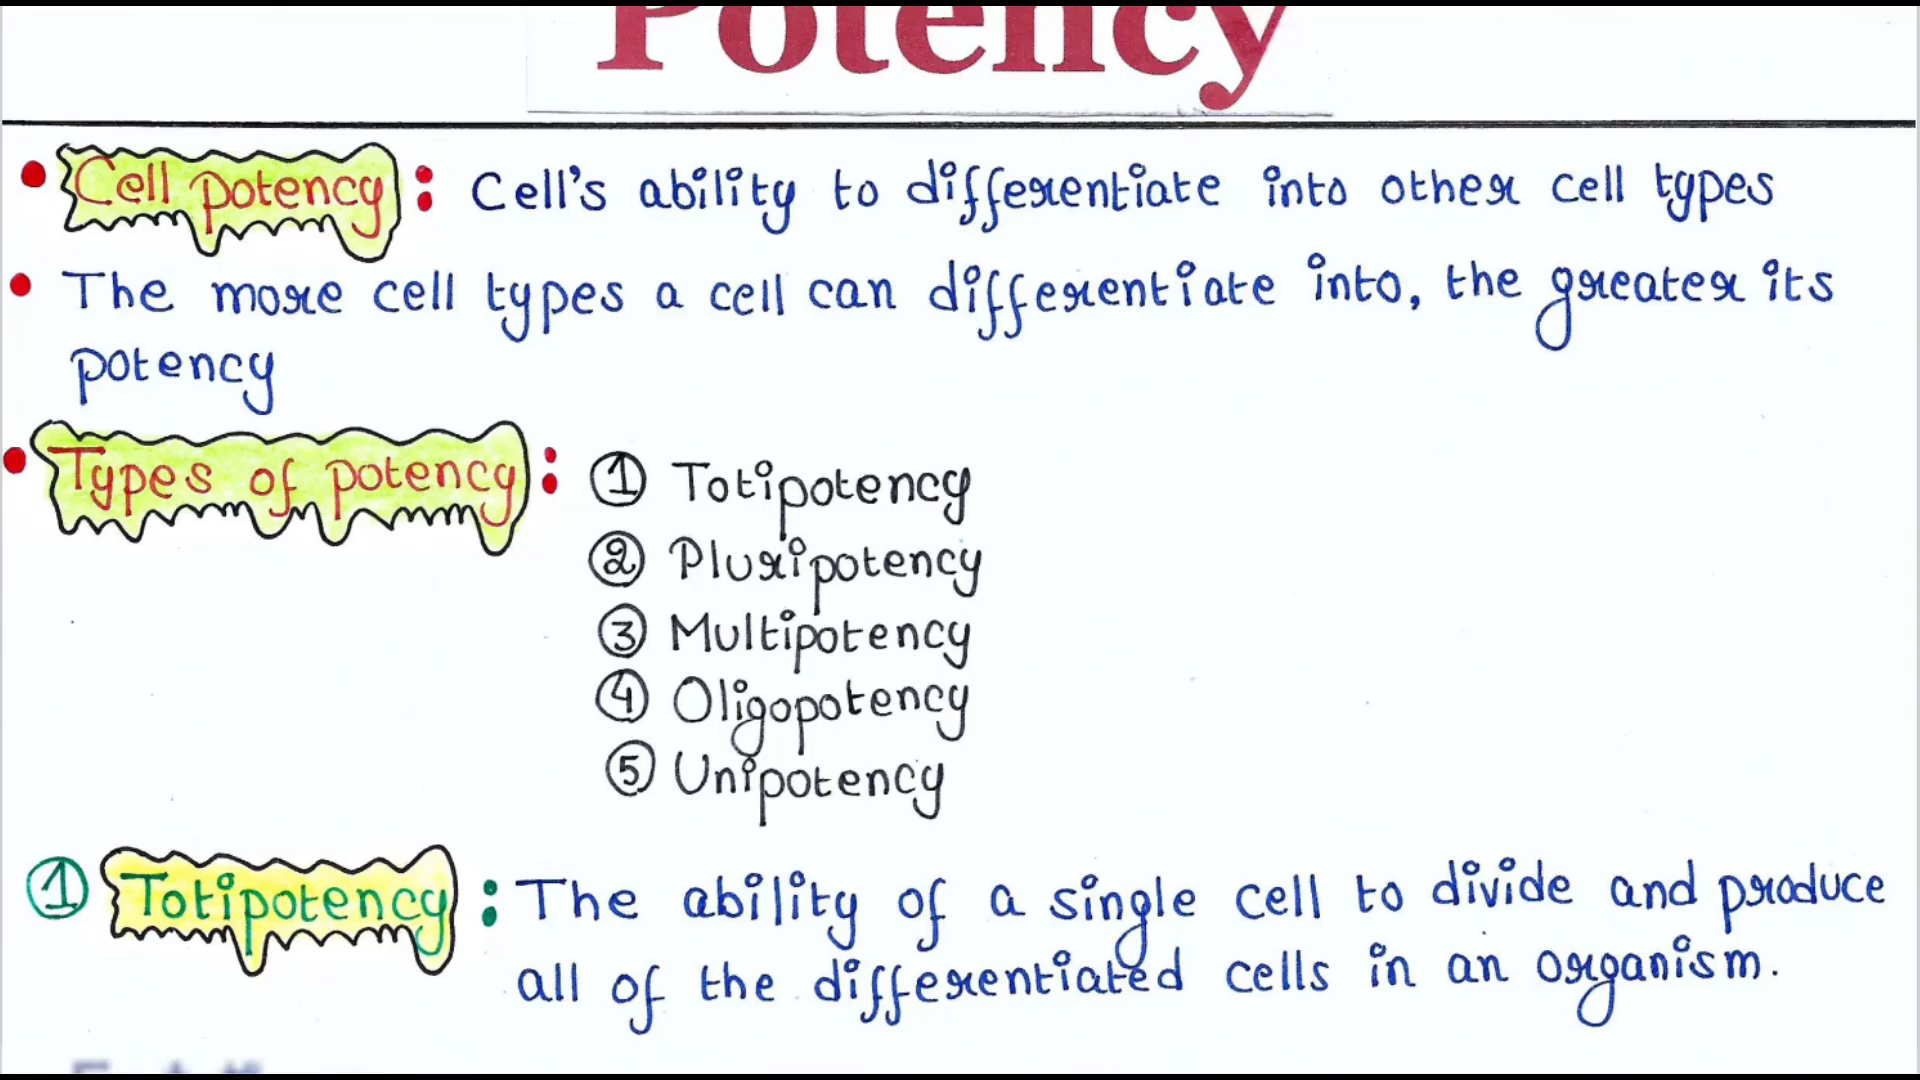 Potency
• Cell potency : Cell's ability to differentiate into other cell types
• The more cell types a cell can differentiate into, the greater its
potency
• Types of potency : ① Totipotency
② Pluripotency
③ Multipotency
④ Oligopotency
⑤ Unipotency
① Totipotency : The ability of a single cell to divide and produce
all of the differentiated cells in an organism.